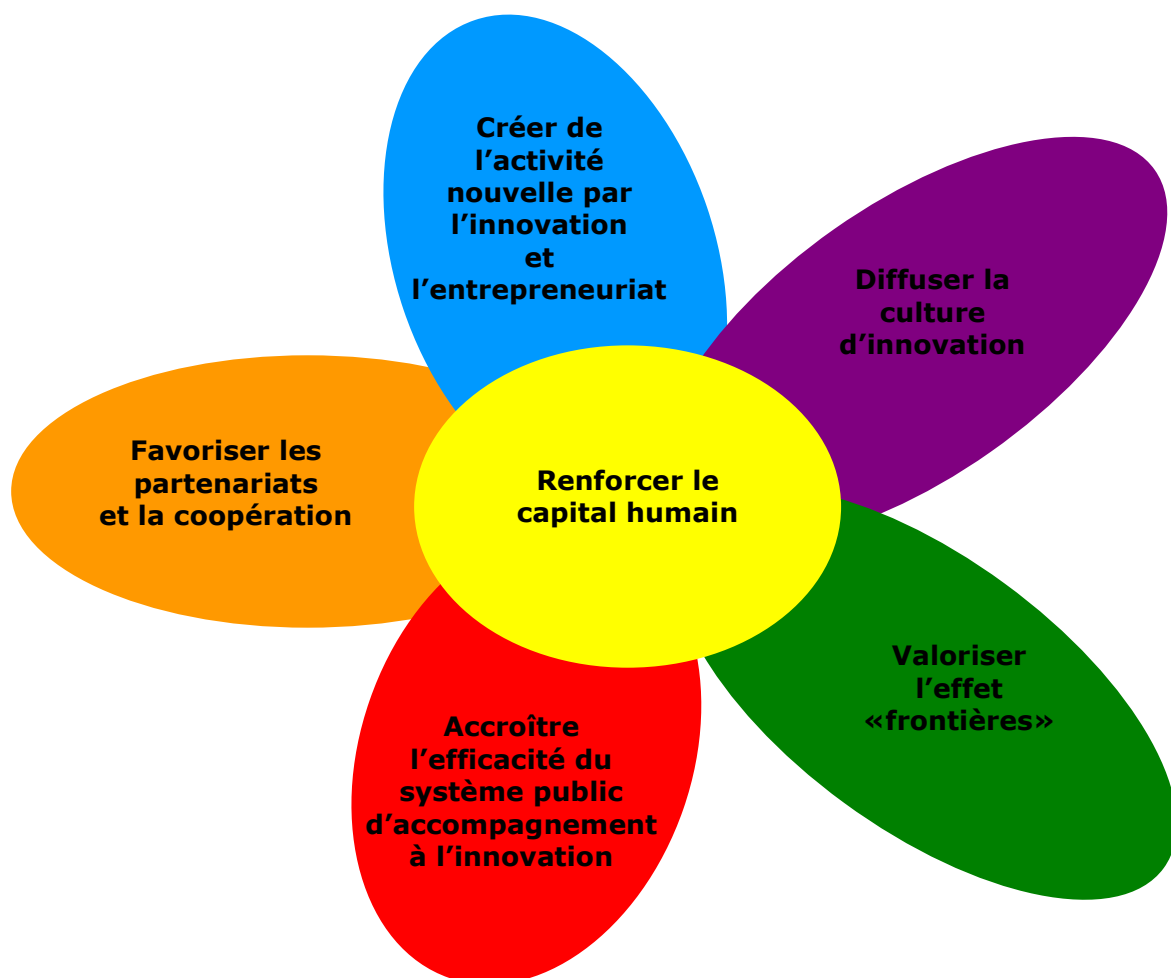 Créer de
l’activité
nouvelle par
l’innovation
et
l’entrepreneuriat
Diffuser la
culture
d’innovation
Favoriser les
partenariats
et la coopération
Renforcer le
capital humain
Valoriser
l’effet
«frontières»
Accroître
l’efficacité du
système public
d’accompagnement
à l’innovation